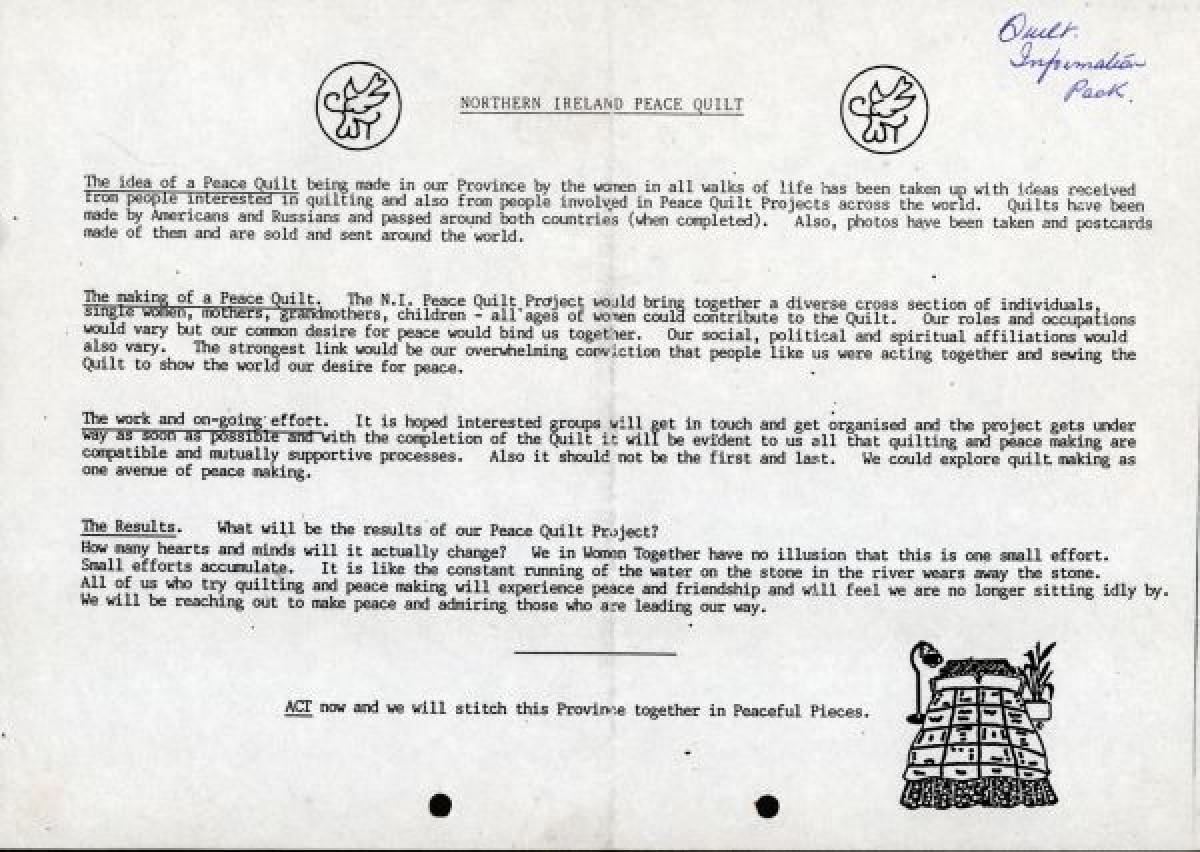 Quilt
Information
Pack.
NORTHERN IRELAND PEACE QUILT
The idea of a Peace Quilt being made in our Province by the women in all walks of life has been taken up with ideas received
from people interested in quilting and also from people involved in Peace Quilt Projects across the world. Quilts have been
made by Americans and Russians and passed around both countries (when completed). Also, photos have been taken and postcards
made of them and are sold and sent around the world.
The making of a Peace Quilt. The N.I. Peace Quilt Project would bring together a diverse cross section of individuals,
single women, mothers, grandmothers, children - all ages of women could contribute to the Quilt. Our roles and occupations
would vary but our common desire for peace would bind us together. Our social, political and spiritual affiliations would
also vary. The strongest link would be our overwhelming conviction that people like us were acting together and sewing the
Quilt to show the world our desire for peace.
The work and on-going effort. It is hoped interested groups will get in touch and get organised and the project gets under
way as soon as possible and with the completion of the Quilt it will be evident to us all that quilting and peace making are
compatible and mutually supportive processes. Also it should not be the first and last. We could explore quilt making as
one avenue of peace making.
The Results. What will be the results of our Peace Quilt Project?
How many hearts and minds will it actually change? We in Women Together have no illusion that this is one small effort.
Small efforts accumulate. It is like the constant running of the water on the stone in the river wears away the stone.
All of us who try quilting and peace making will experience peace and friendship and will feel we are no longer sitting idly by.
We will be reaching out to make peace and admiring those who are leading our way.
ACT now and we will stitch this Province together in Peaceful Pieces.